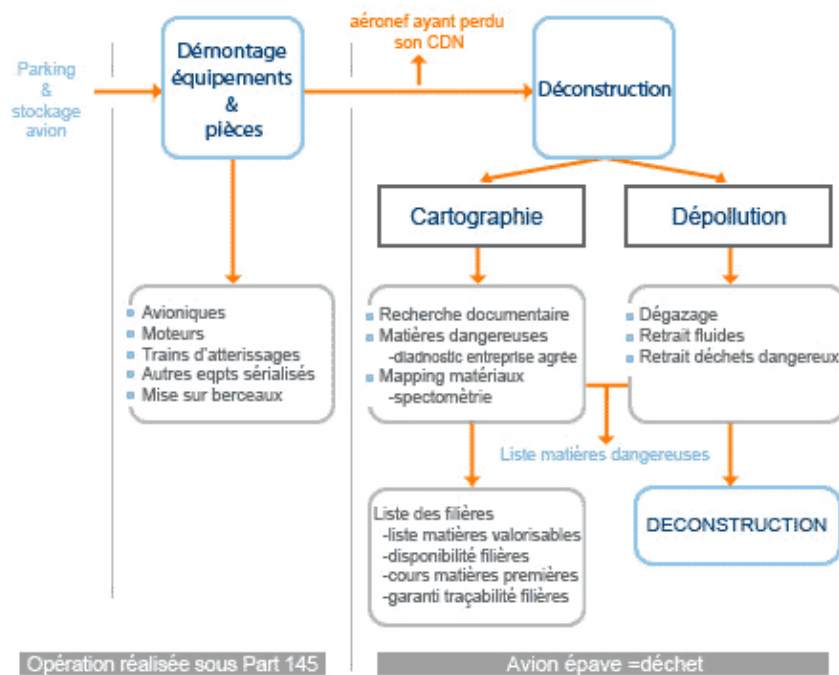 Parking
&
stockage
avion
Démontage
équipements
&
pièces
aéronef ayant perdu
son CDN
Déconstruction
Cartographie
Dépollution
Avioniques
Moteurs
Trains d'atterissages
Autres eqpts sérialisés
Mise sur berceaux
Recherche documentaire
Matières dangereuses
-diadnostic entreprise agrée
Mapping matériaux
-spectomètrie
Dégazage
Retrait fluides
Retrait déchets dangereux
Liste matières dangereuses
Liste des filières
-liste matières valorisables
-disponibilité filières
-cours matières premières
-garanti traçabilité filières
DECONSTRUCTION
Opération réalisée sous Part 145
Avion épave =déchet